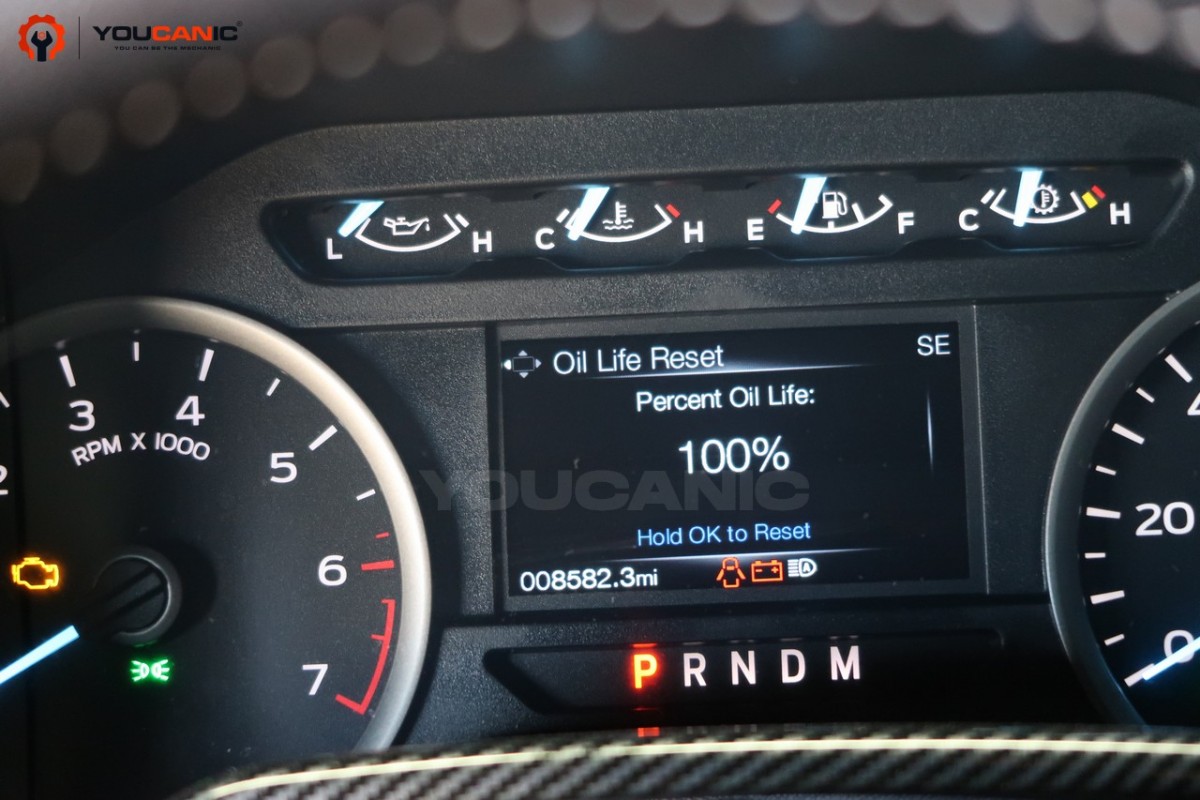 YOUCANIC®
YOU CAN BE THE MECHANIC
L H C H E F C H
Oil Life Reset SE
Percent Oil Life:
100%
YOUCANIC
Hold OK to Reset
008582.3mi
P R N D M
2 3 4 5 6 7
RPM X 1000
20
0